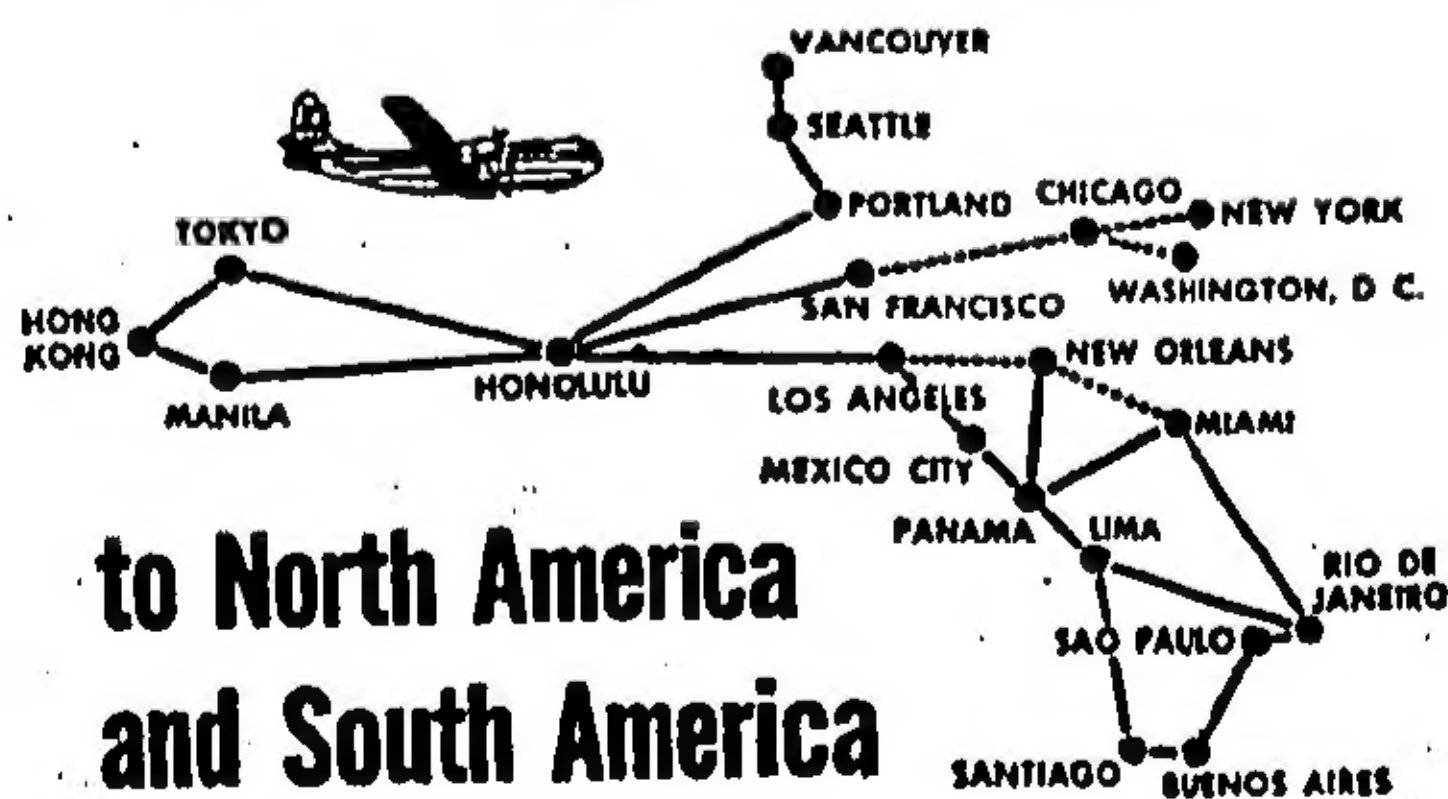 VANCOUVER
SEATTLE
PORTLAND
CHICAGO
NEW YORK
TOKYO
WASHINGTON, D C.
SAN FRANCISCO
HONG
KONG
NEW ORLEANS
HONOLULU
LOS ANGELES
MANILA
MIAMI
MEXICO CITY
PANAMA
LIMA
RIO DE
JANEIRO
SAO PAULO
SANTIAGO
BUENOS AIRES
to North America
and South America